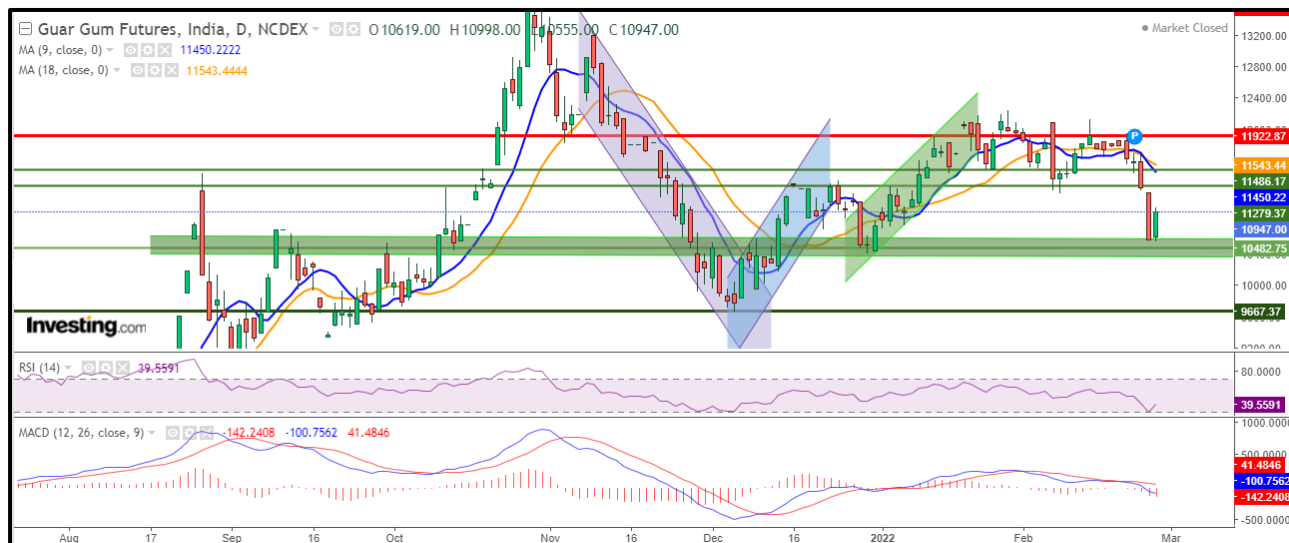 Guar Gum Futures, India, D, NCDEX O10619.00 H10998.00 L10555.00 C10947.00
Market Closed
MA (9, close, 0) 11450.2222
MA (18, close, 0) 11543.4444
13200.00
12800.00
12400.00
11922.87
P
11543.44
11486.17
11450.22
11279.37
10947.00
10482.75
10000.00
9667.37
Investing.com
RSI (14) 39.5591
80.0000
39.5591
MACD (12, 26, close, 9) -142.2408 -100.7562 41.4846
1000.0000
500.0000
41.4846
-100.7562
-142.2408
-500.0000
Aug 17 Sep 16 Oct Nov 16 Dec 16 2022 Feb Mar